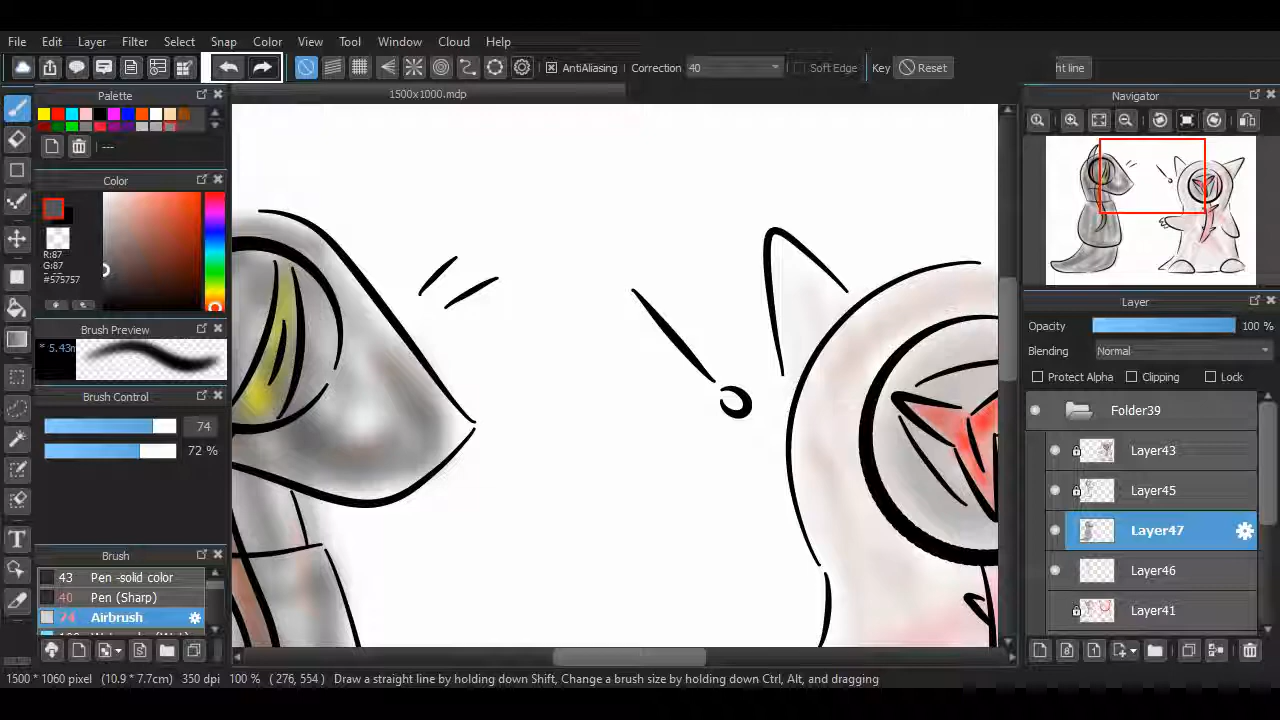 File Edit Layer Filter Select Snap Color View Tool Window Cloud Help
AntiAliasing Correction 40 Soft Edge Key Reset ht line
Palette
1500x1000.mdp
Navigator
---
Color
R:87
G:87
B:87
#575757
Brush Preview
* 5.43m
Brush Control
74
72 %
Brush
43 Pen -solid color
40 Pen (Sharp)
74 Airbrush
Layer
Opacity 100 %
Blending Normal
Protect Alpha Clipping Lock
Folder39
Layer43
Layer45
Layer47
Layer46
Layer41
1500 * 1060 pixel (10.9 * 7.7cm) 350 dpi 100 % ( 276, 554 ) Draw a straight line by holding down Shift, Change a brush size by holding down Ctrl, Alt, and dragging